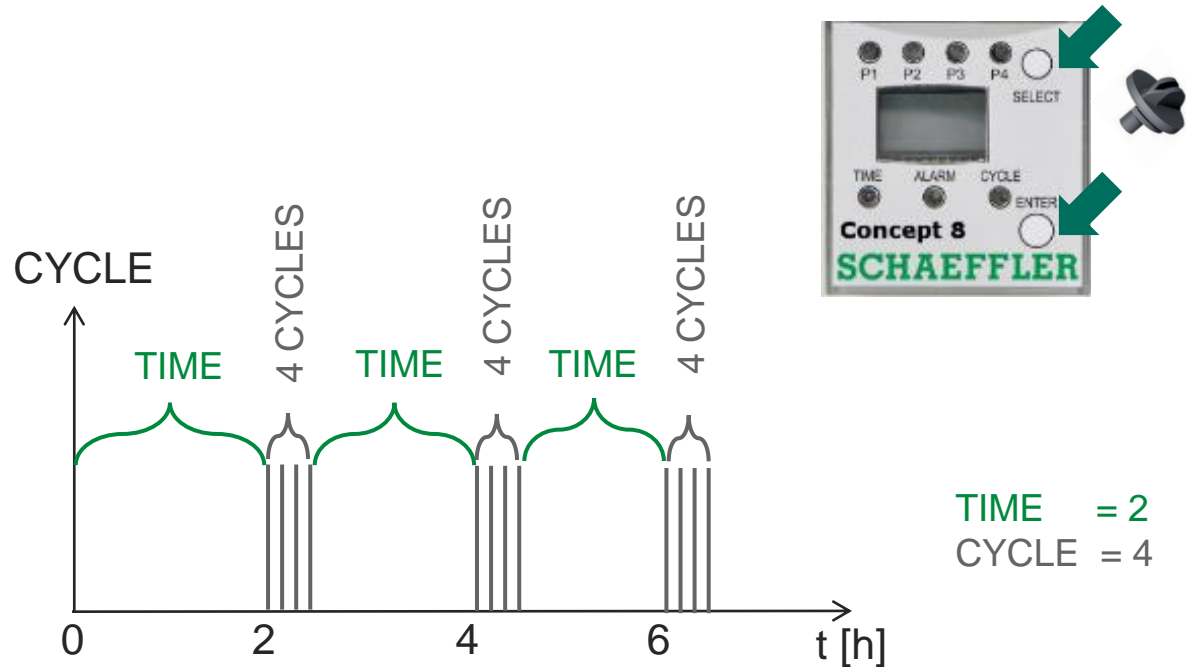 P1 P2 P3 P4
SELECT
TIME ALARM CYCLE
ENTER
Concept 8
SCHAEFFLER
CYCLE
4 CYCLES
4 CYCLES
4 CYCLES
TIME
TIME
TIME
TIME = 2
CYCLE = 4
0 2 4 6 t [h]